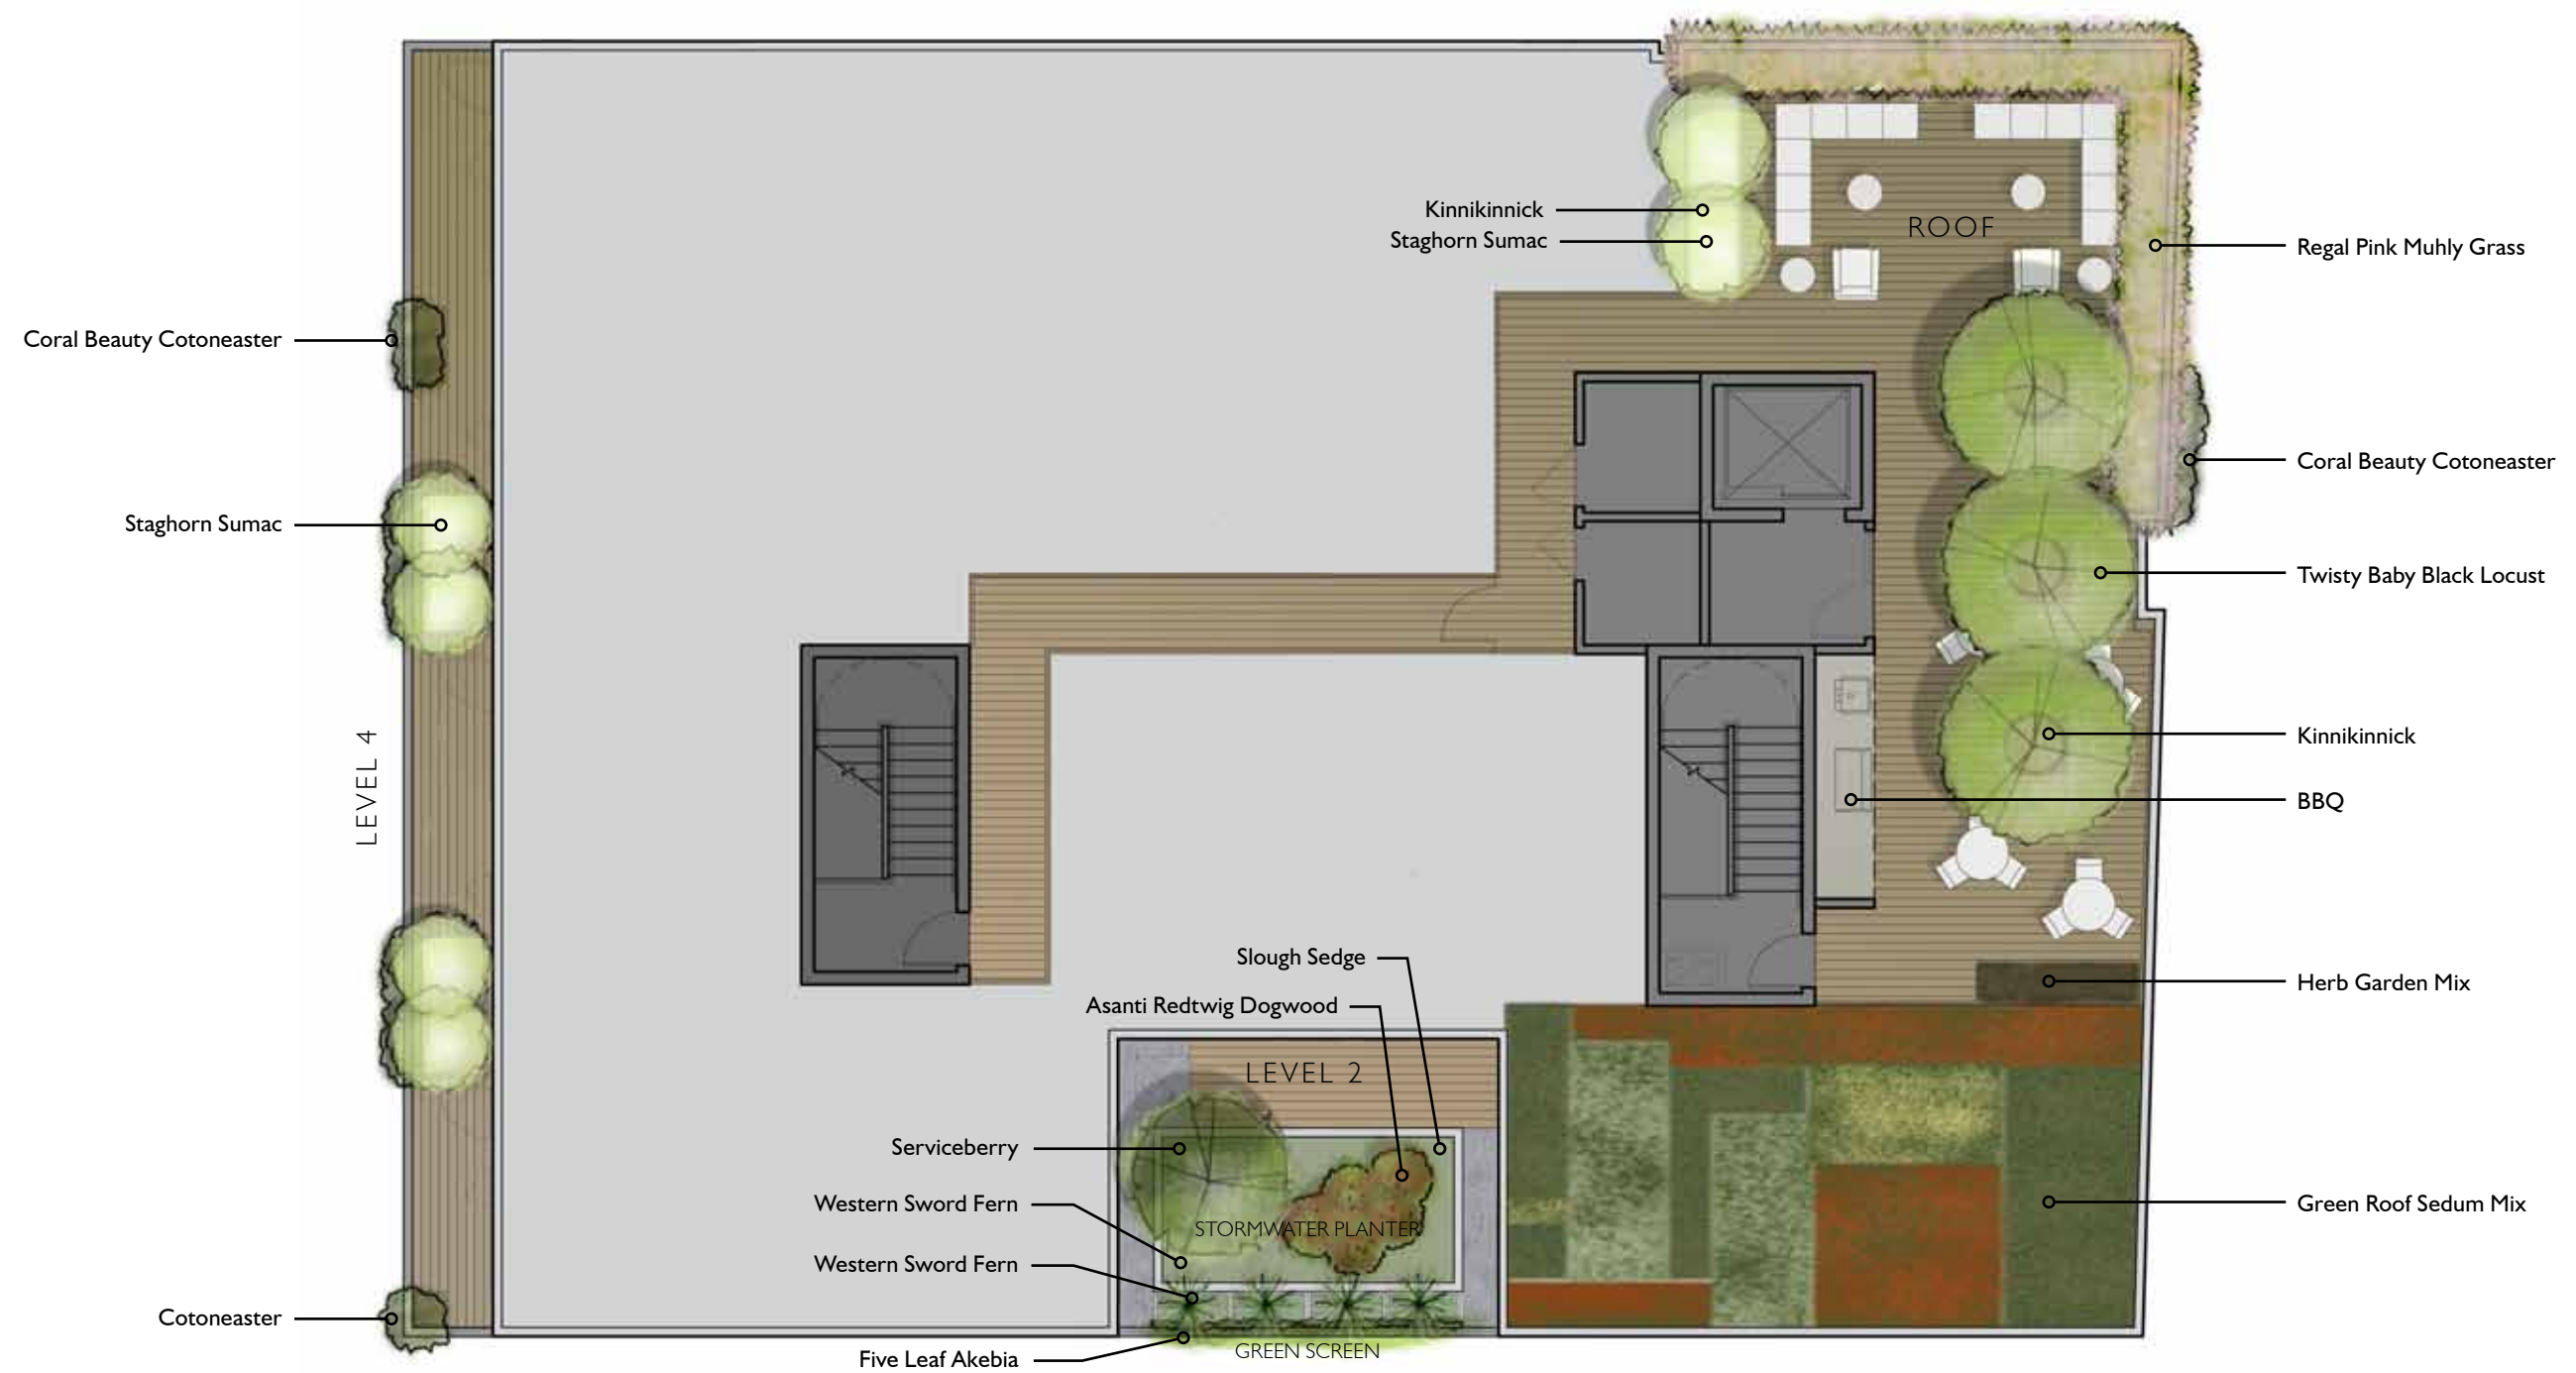 Kinnikinnick
Staghorn Sumac
ROOF
Regal Pink Muhly Grass
Coral Beauty Cotoneaster
Coral Beauty Cotoneaster
Staghorn Sumac
Twisty Baby Black Locust
Kinnikinnick
LEVEL 4
BBQ
Slough Sedge
Herb Garden Mix
Asanti Redtwig Dogwood
LEVEL 2
Serviceberry
Western Sword Fern
Green Roof Sedum Mix
STORMWATER PLANTER
Western Sword Fern
Cotoneaster
GREEN SCREEN
Five Leaf Akebia